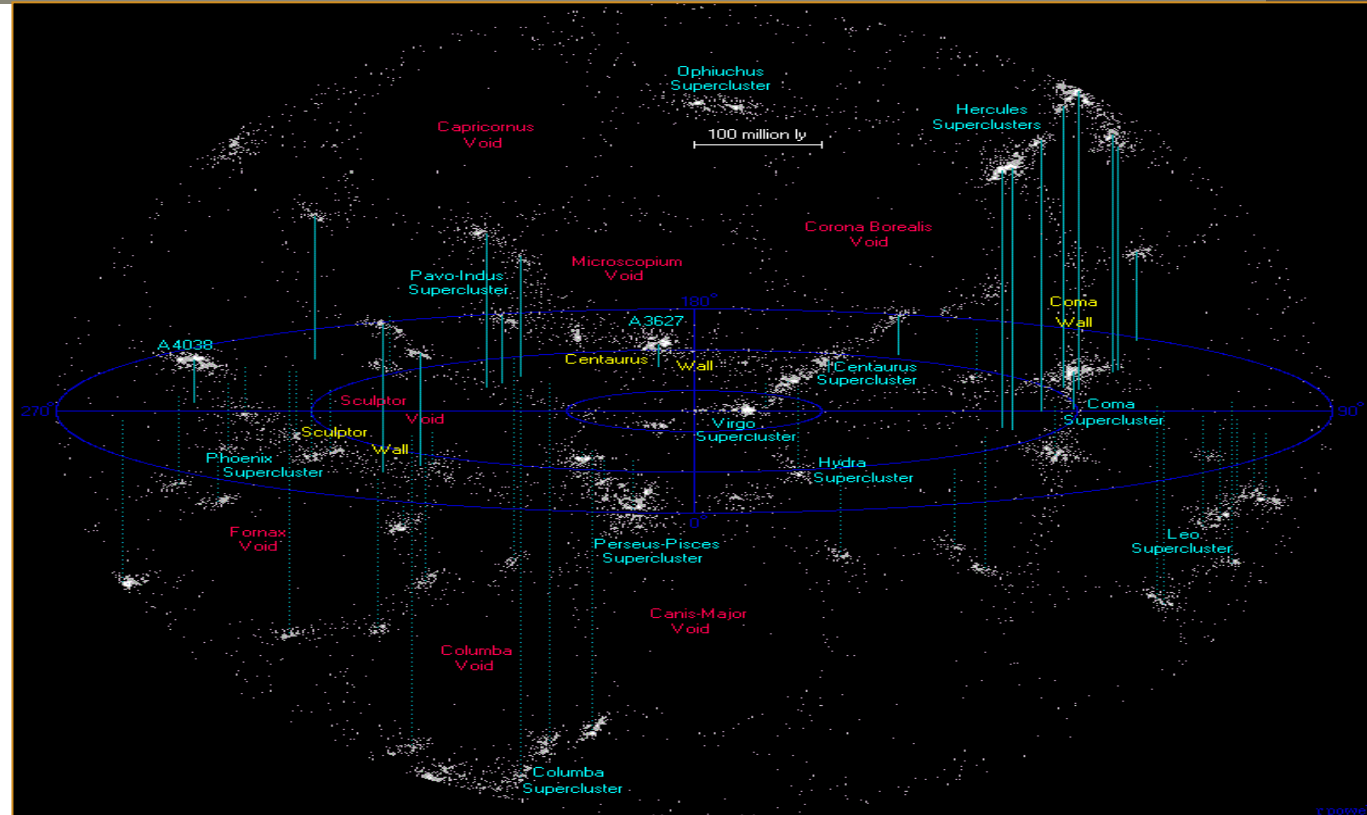 Ophiuchus
Supercluster
Hercules
Superclusters
Capricornus
Void
100 million ly
Corona Borealis
Void
Microscopium
Void
Pavo-Indus
Supercluster
180°
Coma
Wall
A3627
A4038
Centaurus
Wall
Centaurus
Supercluster
Sculptor
Void
270°
90°
Coma
Supercluster
Virgo
Supercluster
Sculptor
Wall
Phoenix
Supercluster
Hydra
Supercluster
0°
Fornax
Void
Perseus-Pisces
Supercluster
Leo
Supercluster
Canis-Major
Void
Columba
Void
Columba
Supercluster